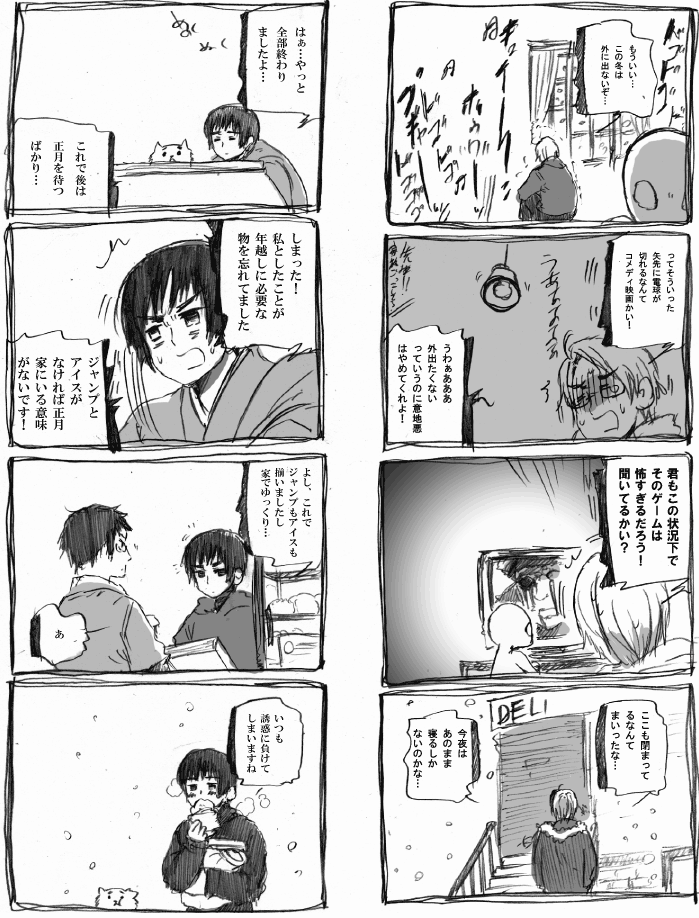 もういい…
この冬は
外に出ないぞ…
ってそういった
矢先に電球が
切れるなんて
コメディ映画かい!
うわぁあああ
外出たくない
っていうのに意地悪
はやめてくれよ!
君もこの状況下で
そのゲームは
怖すぎるだろう!
聞いてるかい?
DELI
ここも閉まって
るなんて
まいったな…
今夜は
あのまま
寝るしか
ないのかな…
はぁ…やっと
全部終わり
ましたよ…
ぬく
ぬく
これで後は
正月を待つ
ばかり…
しまった!
私としたことが
年越しに必要な
物を忘れてました
ジャンプと
アイスが
なければ正月
家にいる意味
がないです!
よし、これで
ジャンプもアイスも
揃いましたし
家でゆっくり…
あ
いつも
誘惑に負けて
しまいますね